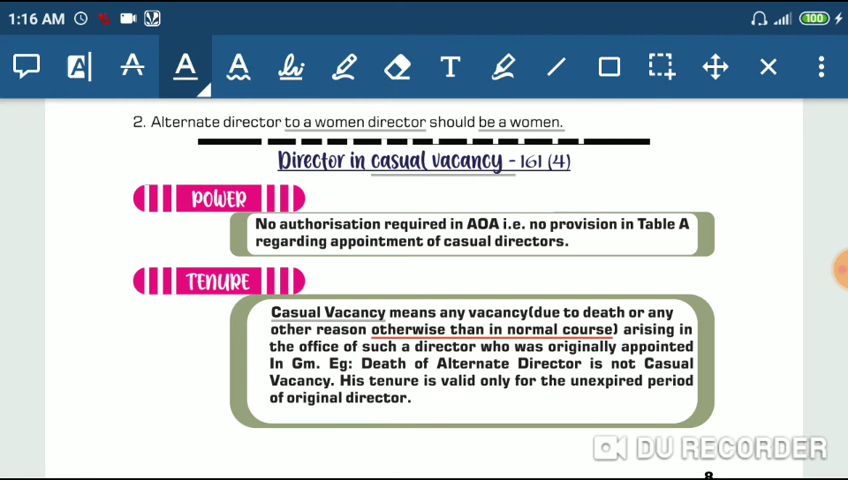 1:16 AM
100
A
A
A
A
T
2. Alternate director to a women director should be a women.
Director in casual vacancy - 161 (4)
POWER
No authorisation required in AOA i.e. no provision in Table A
regarding appointment of casual directors.
TENURE
Casual Vacancy means any vacancy(due to death or any
other reason otherwise than in normal course) arising in
the office of such a director who was originally appointed
In Gm. Eg: Death of Alternate Director is not Casual
Vacancy. His tenure is valid only for the unexpired period
of original director.
DU RECORDER
8